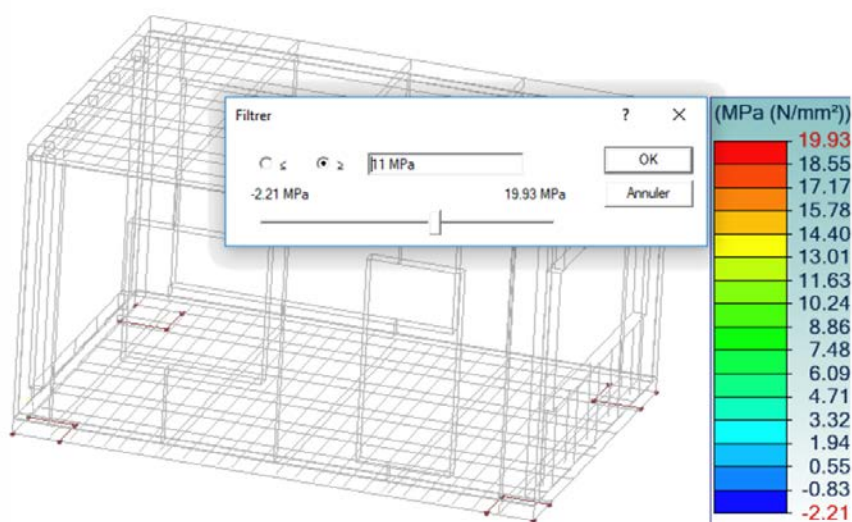 Filtrer
? ×
≤ ≥ 11 MPa
OK
-2.21 MPa
19.93 MPa
Annuler
(MPa (N/mm²))
19.93
18.55
17.17
15.78
14.40
13.01
11.63
10.24
8.86
7.48
6.09
4.71
3.32
1.94
0.55
-0.83
-2.21